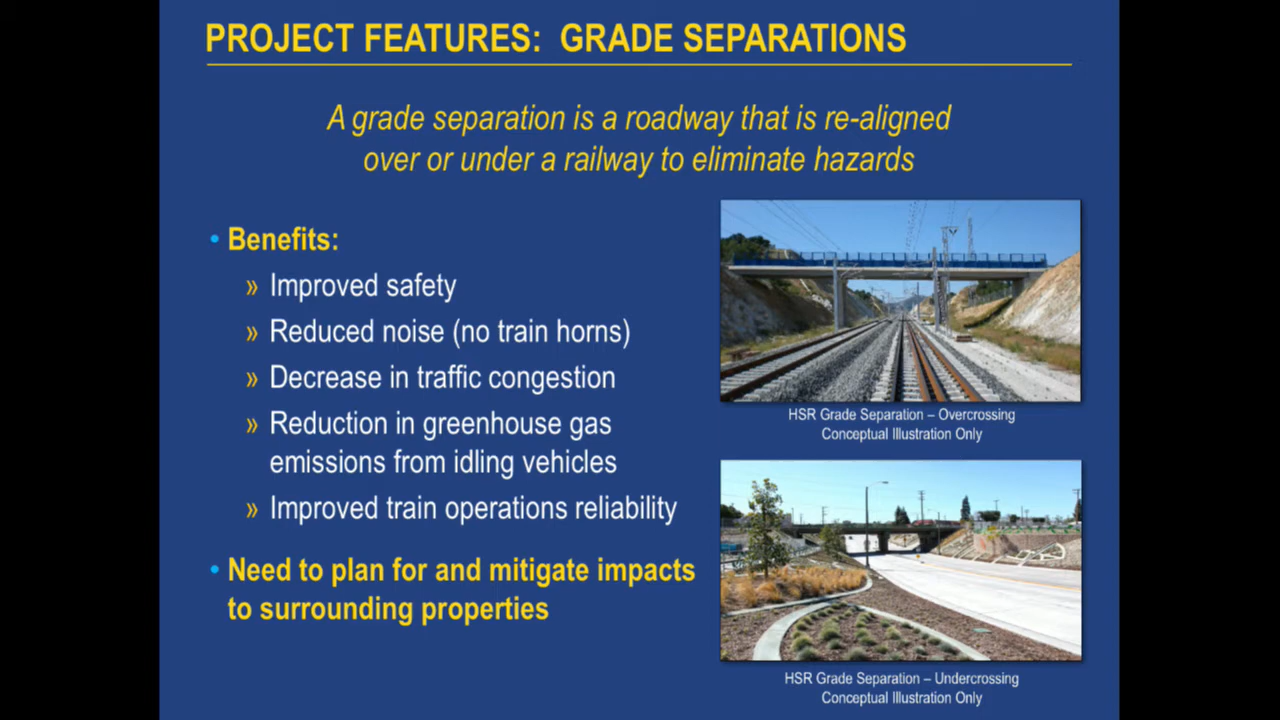 PROJECT FEATURES: GRADE SEPARATIONS
A grade separation is a roadway that is re-aligned
over or under a railway to eliminate hazards
• Benefits:
» Improved safety
» Reduced noise (no train horns)
» Decrease in traffic congestion
» Reduction in greenhouse gas
emissions from idling vehicles
» Improved train operations reliability
• Need to plan for and mitigate impacts
to surrounding properties
HSR Grade Separation – Overcrossing
Conceptual Illustration Only
HSR Grade Separation – Undercrossing
Conceptual Illustration Only